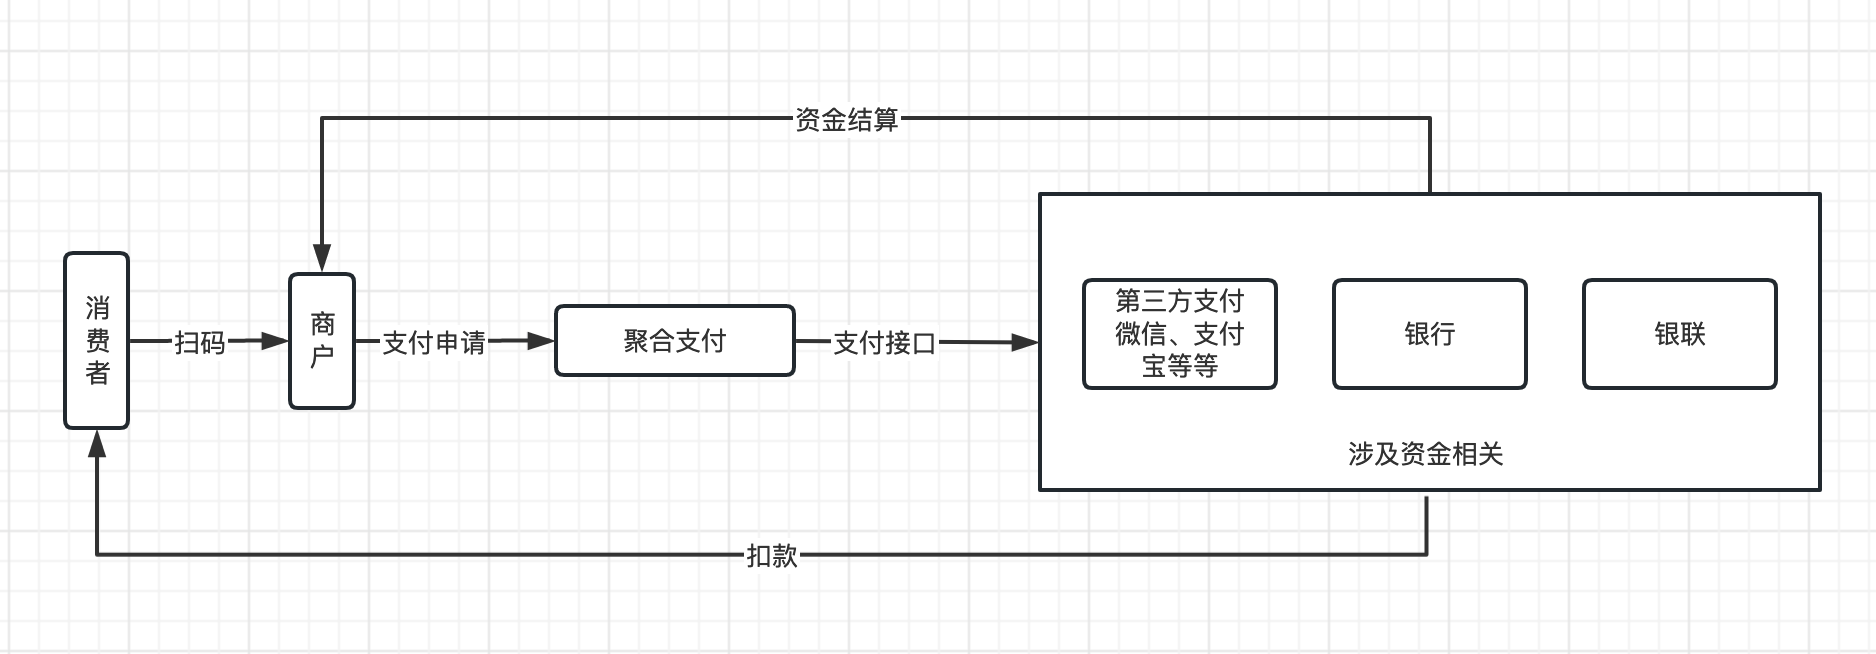 资金结算
消
费
者
扫码
商
户
支付申请
聚合支付
支付接口
第三方支付
微信、支付
宝等等
银行
银联
涉及资金相关
扣款